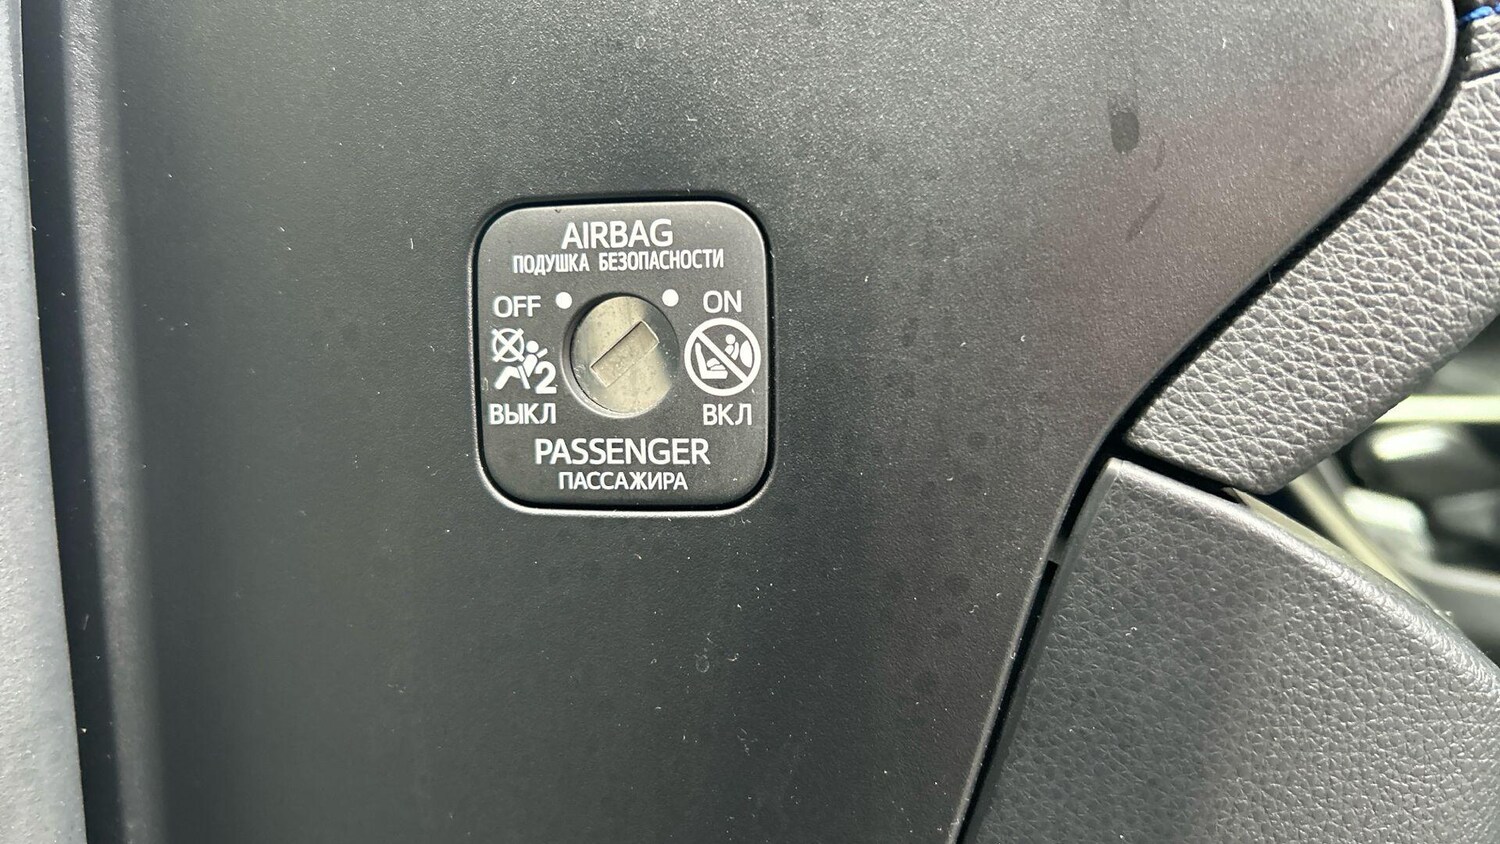 AIRBAG
ПОДУШКА БЕЗОПАСНОСТИ
OFF ON
2
ВЫКЛ ВКЛ
PASSENGER
ПАССАЖИРА